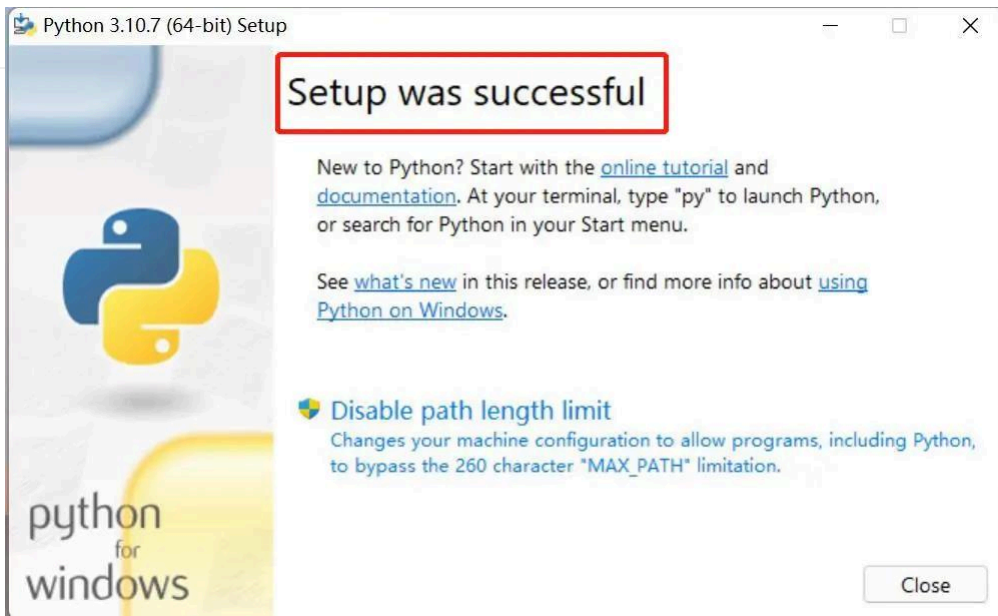 Python 3.10.7 (64-bit) Setup
Setup was successful
New to Python? Start with the online tutorial and
documentation. At your terminal, type "py" to launch Python,
or search for Python in your Start menu.
See what's new in this release, or find more info about using
Python on Windows.
Disable path length limit
Changes your machine configuration to allow programs, including Python,
to bypass the 260 character "MAX_PATH" limitation.
python
for
windows
Close